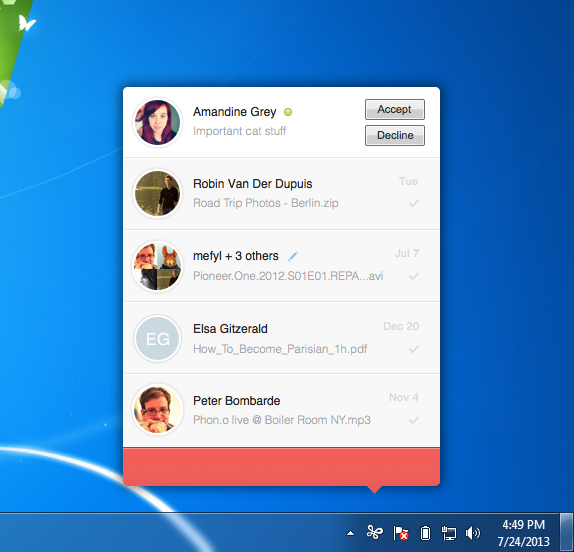 Amandine Grey
Important cat stuff
Accept
Decline
Robin Van Der Dupuis
Tue
Road Trip Photos - Berlin.zip
mefyl + 3 others
Jul 7
Pioneer.One.2012.S01E01.REPA...avi
EG
Elsa Gitzerald
Dec 20
How_To_Become_Parisian_1h.pdf
Peter Bombarde
Nov 4
Phon.o live @ Boiler Room NY.mp3
4:49 PM
7/24/2013